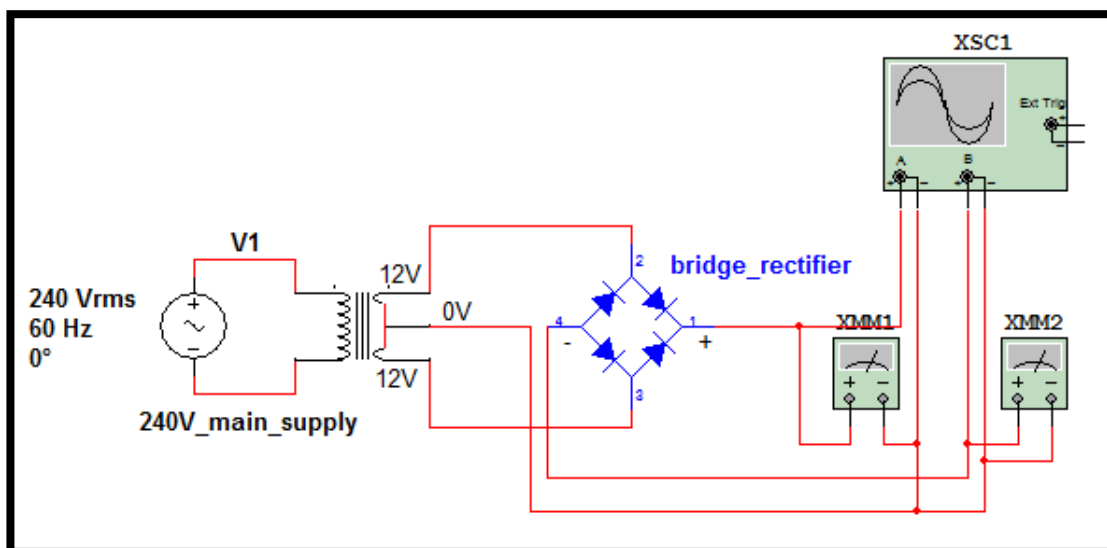 XSC1
Ext Trig
+
-
A
B
+ - + -
V1
240 Vrms
60 Hz
0°
+
-
240V_main_supply
12V
0V
12V
2
bridge_rectifier
4
1
-
+
3
XMM1
+ -
XMM2
+ -